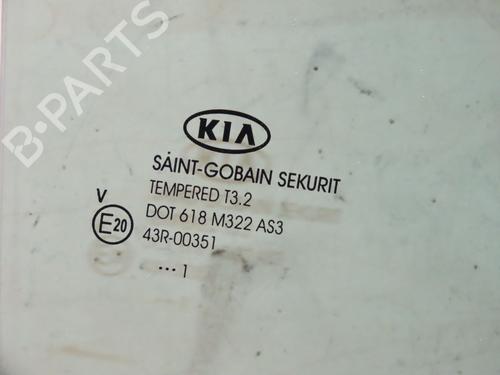 B-PARTS
KIA
SAINT-GOBAIN SEKURIT
TEMPERED T3.2
DOT 618 M322 AS3
V
E20
43R-00351
... 1